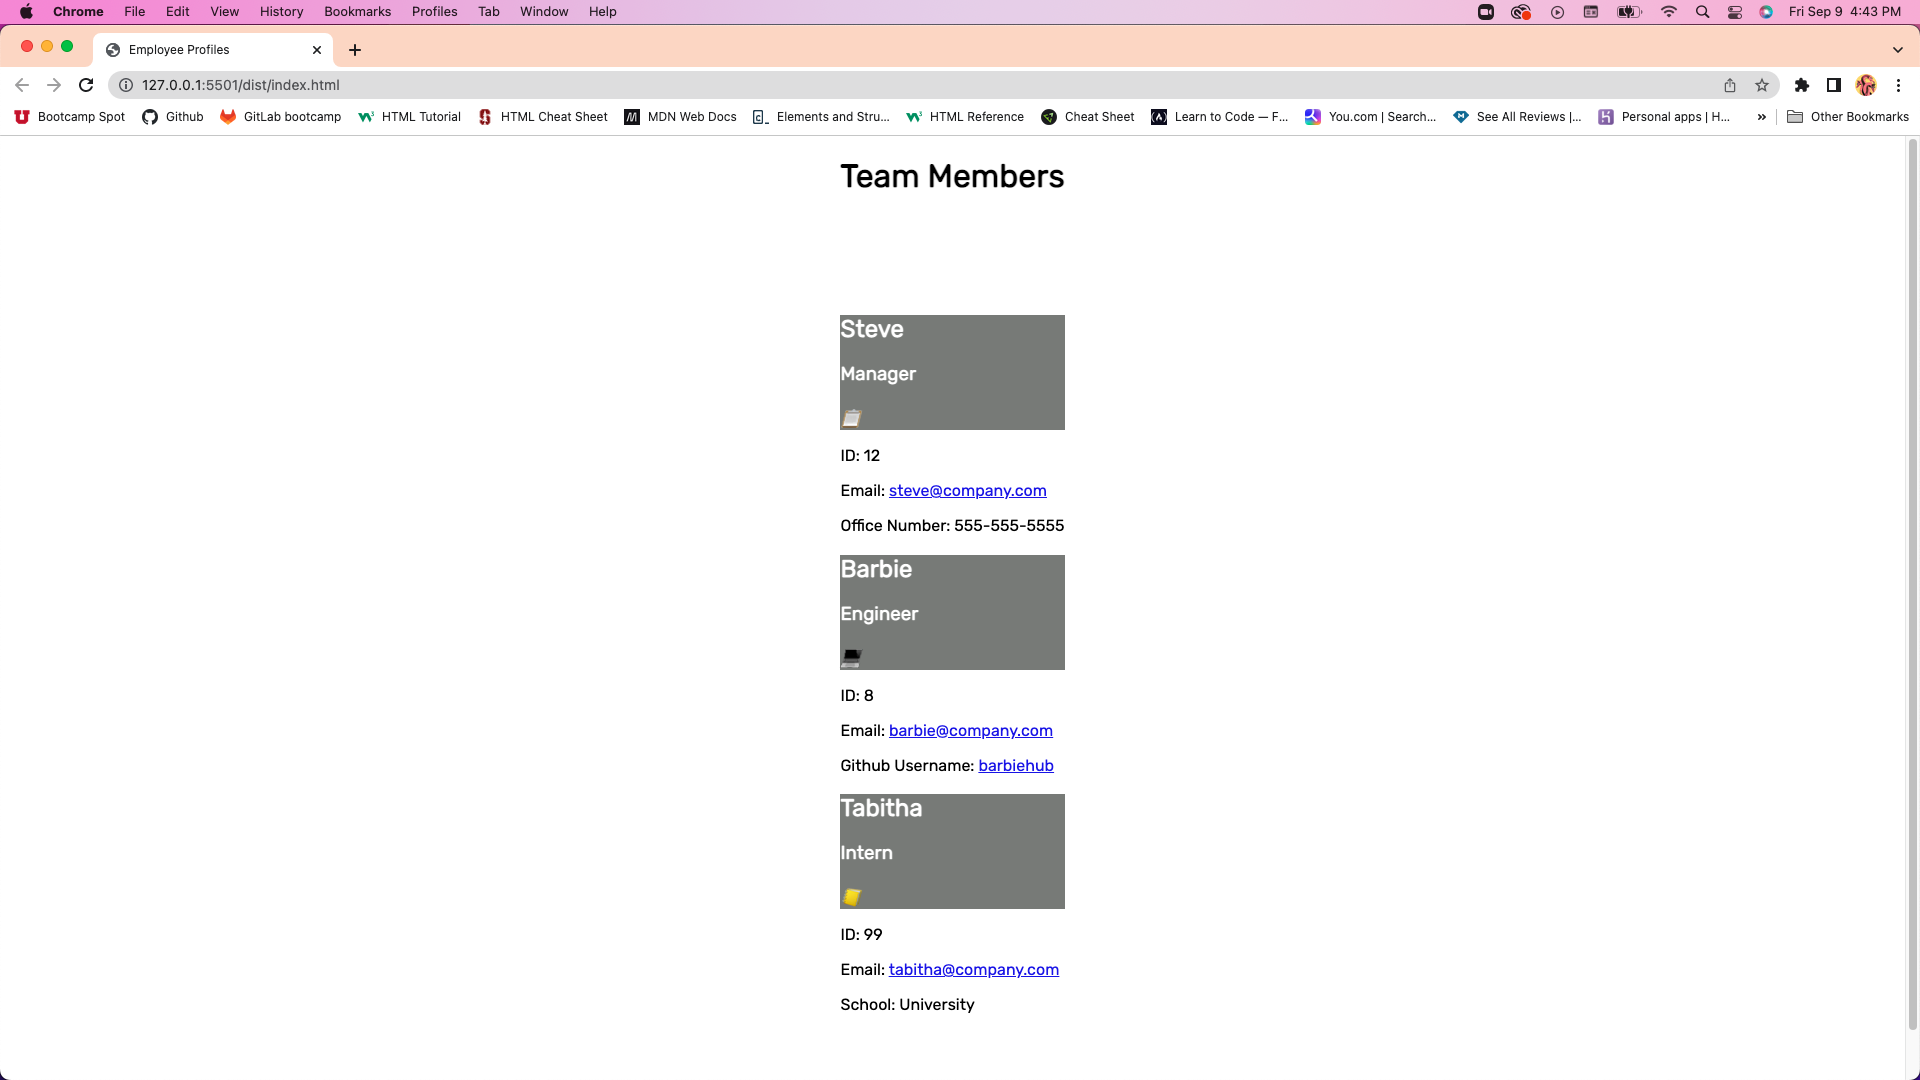 Chrome File Edit View History Bookmarks Profiles Tab Window Help Fri Sep 9 4:43 PM
Employee Profiles
127.0.0.1:5501/dist/index.html
Bootcamp Spot Github GitLab bootcamp HTML Tutorial HTML Cheat Sheet MDN Web Docs Elements and Stru... HTML Reference Cheat Sheet Learn to Code — F... You.com | Search... See All Reviews |... Personal apps | H... » Other Bookmarks
Team Members
Steve
Manager
ID: 12
Email: steve@company.com
Office Number: 555-555-5555
Barbie
Engineer
ID: 8
Email: barbie@company.com
Github Username: barbiehub
Tabitha
Intern
ID: 99
Email: tabitha@company.com
School: University